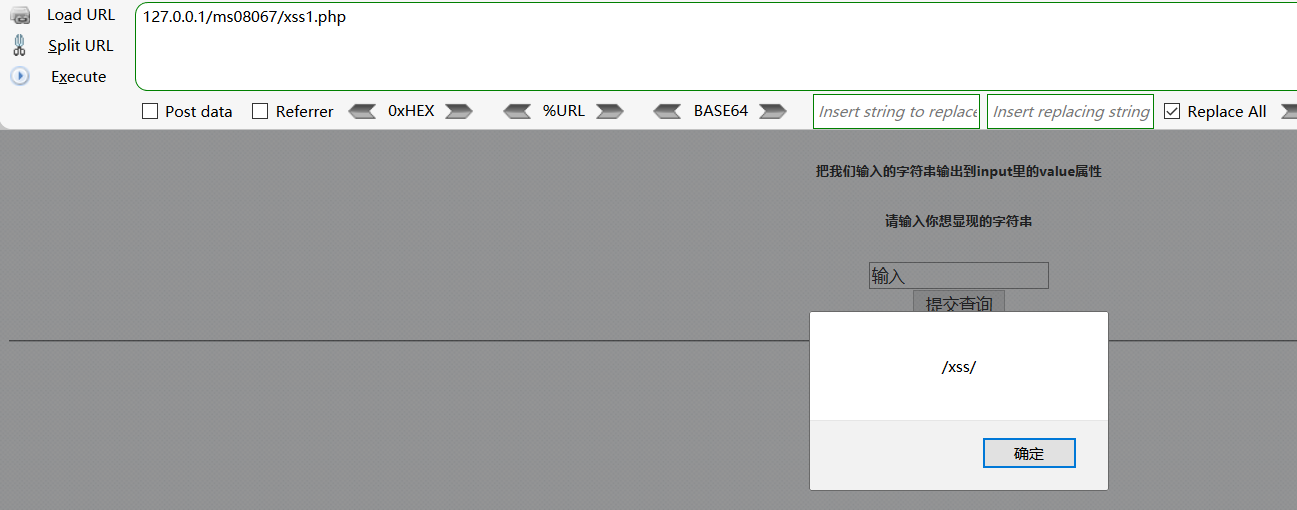 Load URL
127.0.0.1/ms08067/xss1.php
Split URL
Execute
Post data Referrer 0xHEX %URL BASE64 Insert string to replace Insert replacing string Replace All
把我们输入的字符串输出到input里的value属性
请输入你想显现的字符串
输入
提交查询
/xss/
确定